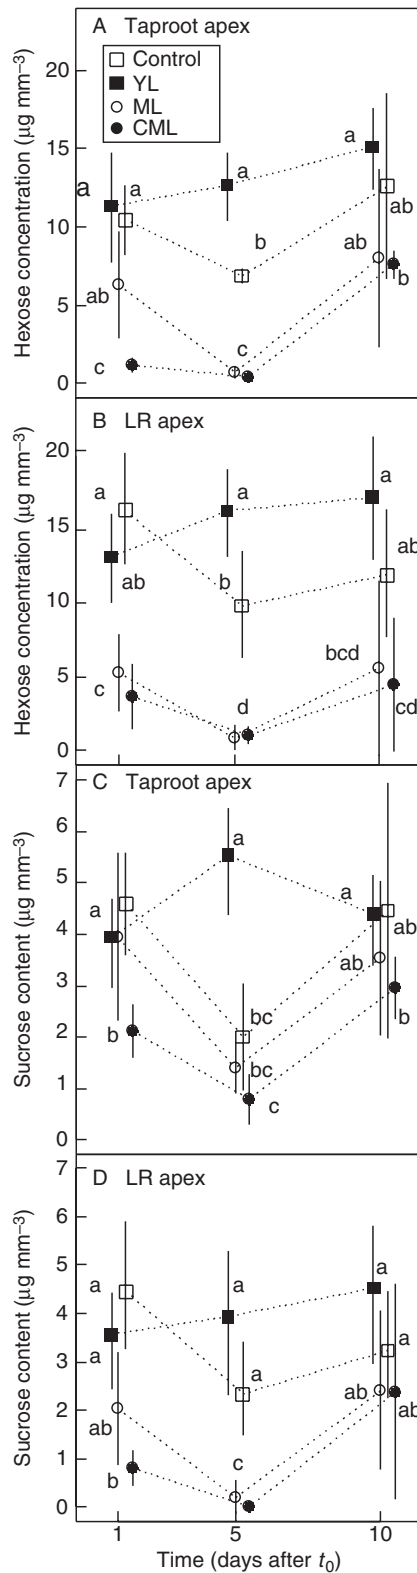 A Taproot apex
Control
YL
ML
CML
Hexose concentration (µg mm⁻³)
20
15
10
5
0
a
a
a
a
b
ab
ab
ab
c
c
b
B LR apex
Hexose concentration (µg mm⁻³)
20
15
10
5
0
a
a
a
ab
b
ab
bcd
c
d
cd
C Taproot apex
Sucrose content (µg mm⁻³)
7
6
5
4
3
2
1
0
a
a
a
ab
ab
bc
bc
b
b
c
D LR apex
Sucrose content (µg mm⁻³)
7
6
5
4
3
2
1
0
a
a
a
a
a
a
ab
ab
c
b
ab
1
5
10
Time (days after t₀)